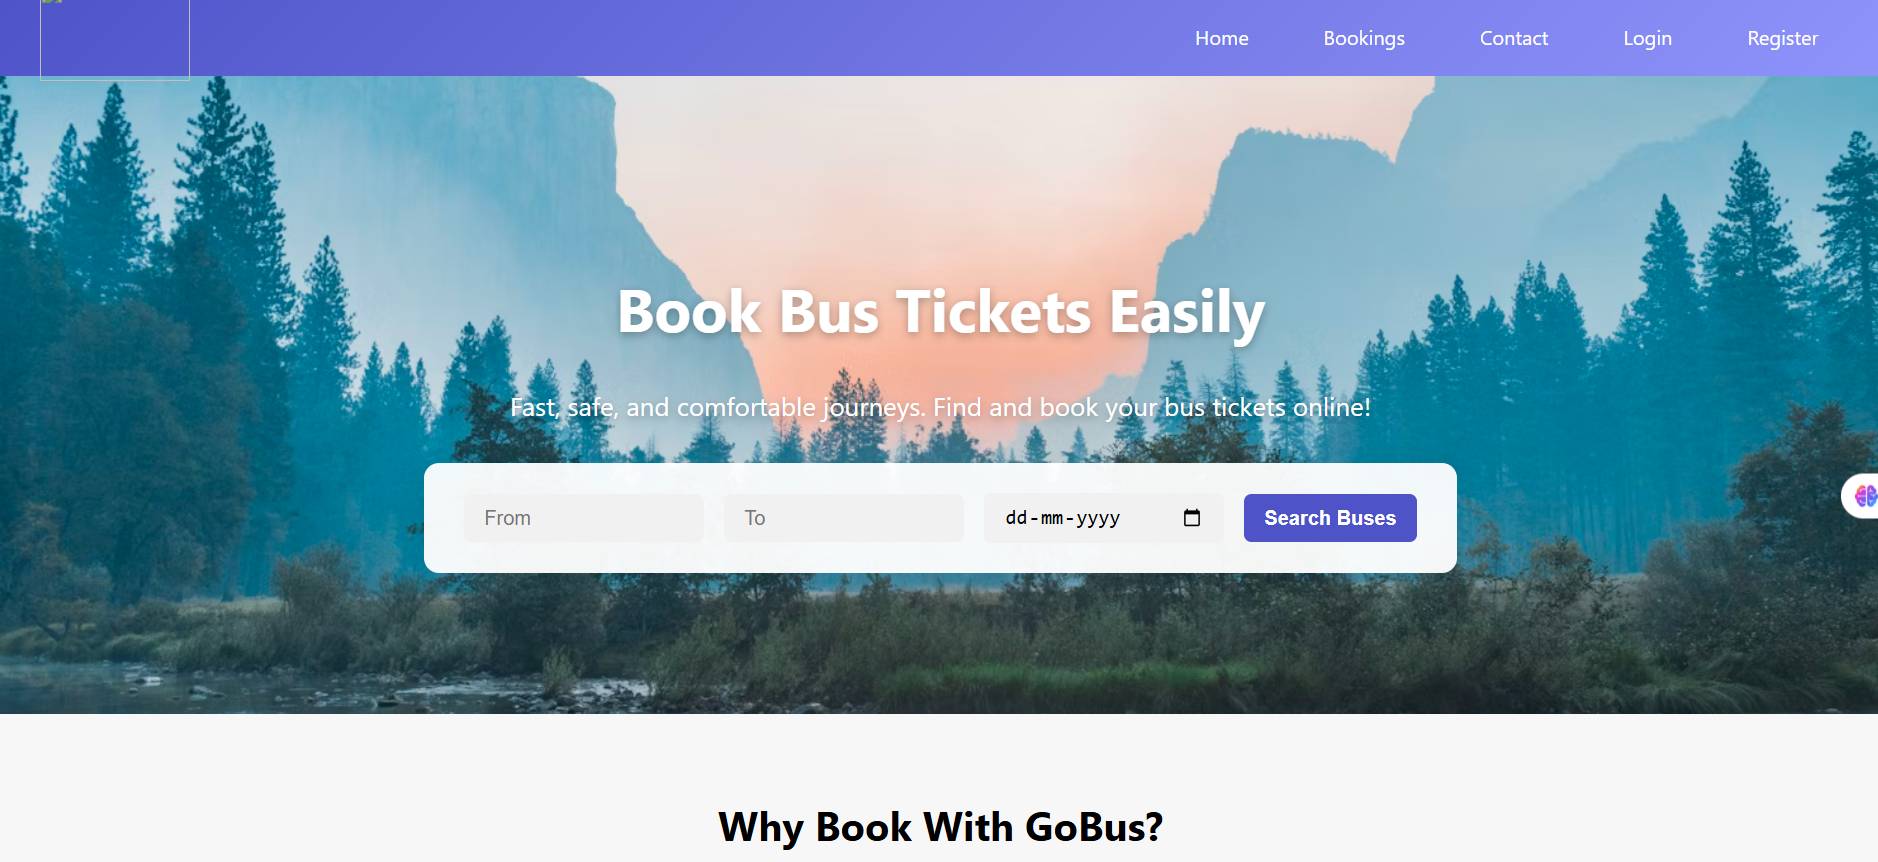 Home Bookings Contact Login Register
Book Bus Tickets Easily
Fast, safe, and comfortable journeys. Find and book your bus tickets online!
From To dd-mm-yyyy Search Buses
Why Book With GoBus?